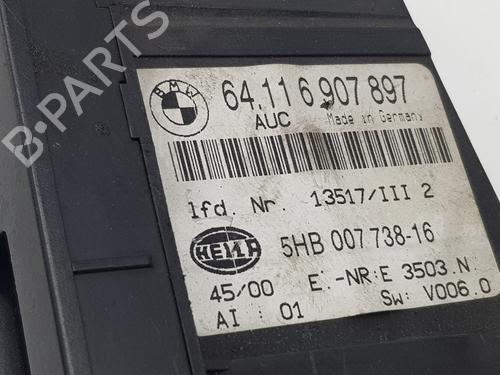 B-PARTS
BMW
64.11 6 907 897
AUC Made in Germany
lfd. Nr. 13517/III 2
HELLA
5HB 007 738-16
45/00 E.-NR:E 3503.N
AI : 01 Sw: V006.0